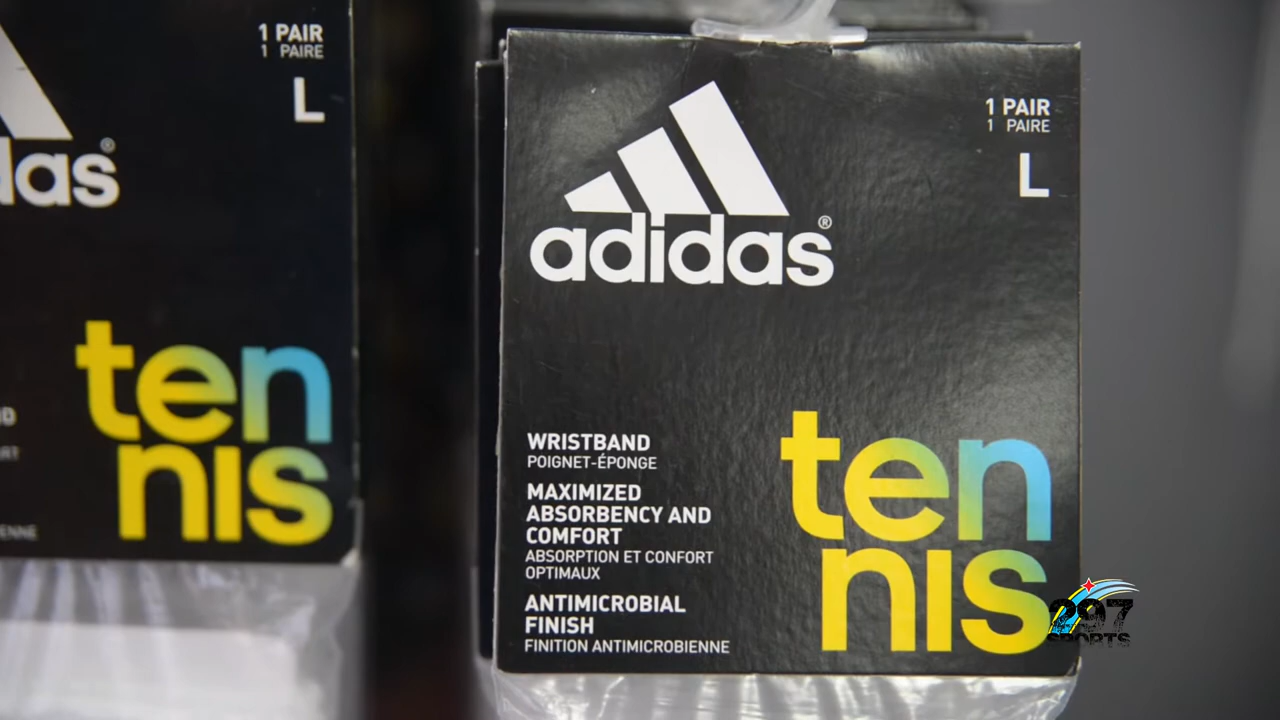 1 PAIR
1 PAIRE
L
das®
ten
nis
adidas®
1 PAIR
1 PAIRE
L
WRISTBAND
POIGNET-ÉPONGE
MAXIMIZED
ABSORBENCY AND
COMFORT
ABSORPTION ET CONFORT
OPTIMAUX
ANTIMICROBIAL
FINISH
FINITION ANTIMICROBIENNE
ten
nis
297
SPORTS